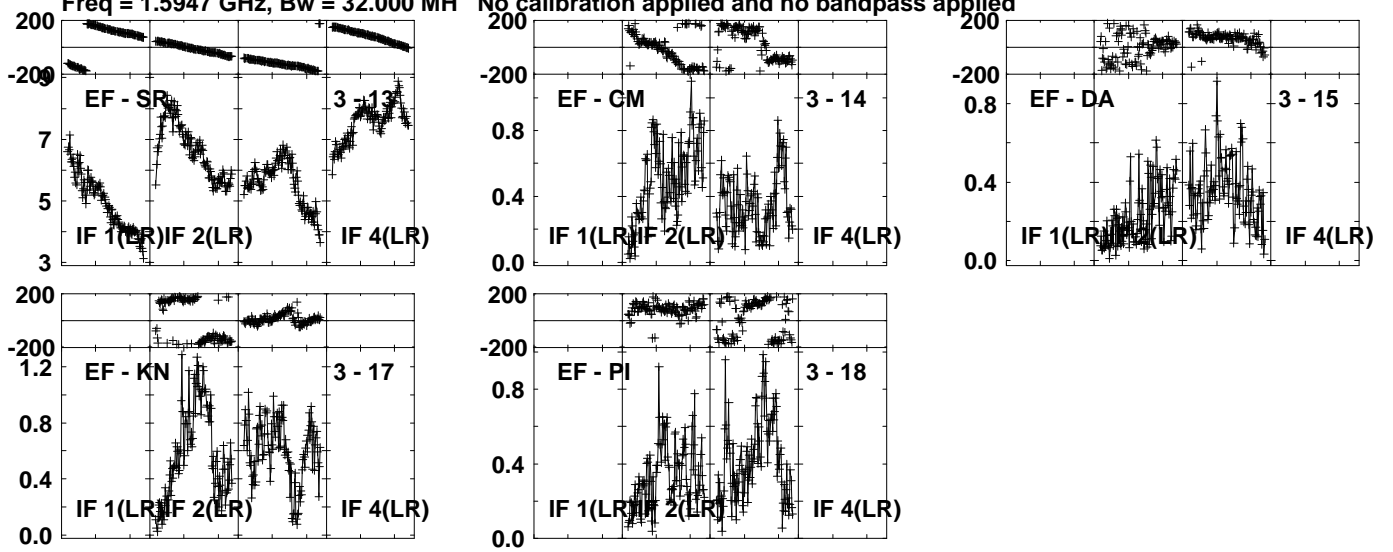 Freq = 1.5947 GHz, Bw = 32.000 MH No calibration applied and no bandpass applied
200
-200
9
7
5
3
EF - SR
3 - 13
IF 1(LR)
IF 2(LR)
IF 4(LR)
200
-200
0.8
0.4
0.0
EF - CM
3 - 14
IF 1(LR)
IF 2(LR)
IF 4(LR)
200
-200
0.8
0.4
0.0
EF - DA
3 - 15
IF 1(LR)
IF 2(LR)
IF 4(LR)
200
-200
1.2
0.8
0.4
0.0
EF - KN
3 - 17
IF 1(LR)
IF 2(LR)
IF 4(LR)
200
-200
0.8
0.4
0.0
EF - PI
3 - 18
IF 1(LR)
IF 2(LR)
IF 4(LR)